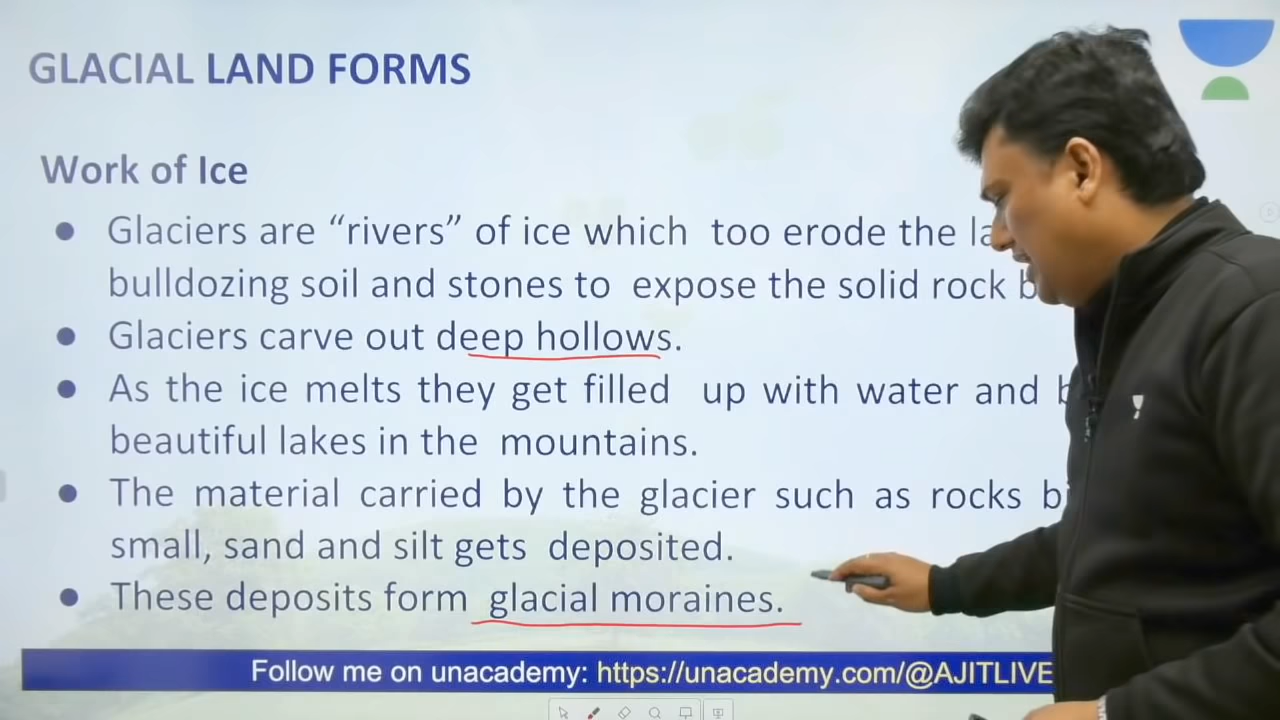 GLACIAL LAND FORMS
Work of Ice
● Glaciers are “rivers” of ice which too erode the
bulldozing soil and stones to expose the solid rock
● Glaciers carve out deep hollows.
● As the ice melts they get filled up with water and
beautiful lakes in the mountains.
● The material carried by the glacier such as rocks
small, sand and silt gets deposited.
● These deposits form glacial moraines.
Follow me on unacademy: https://unacademy.com/@AJITLIVE